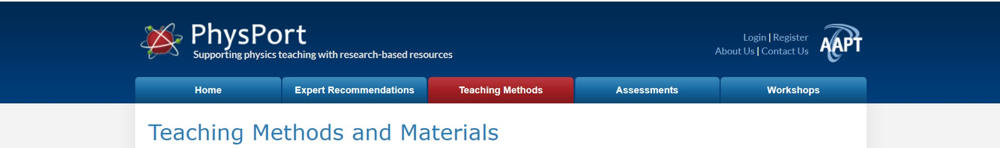 PhysPort
Supporting physics teaching with research-based resources
Login | Register
About Us | Contact Us
AAPT
Home
Expert Recommendations
Teaching Methods
Assessments
Workshops
Teaching Methods and Materials